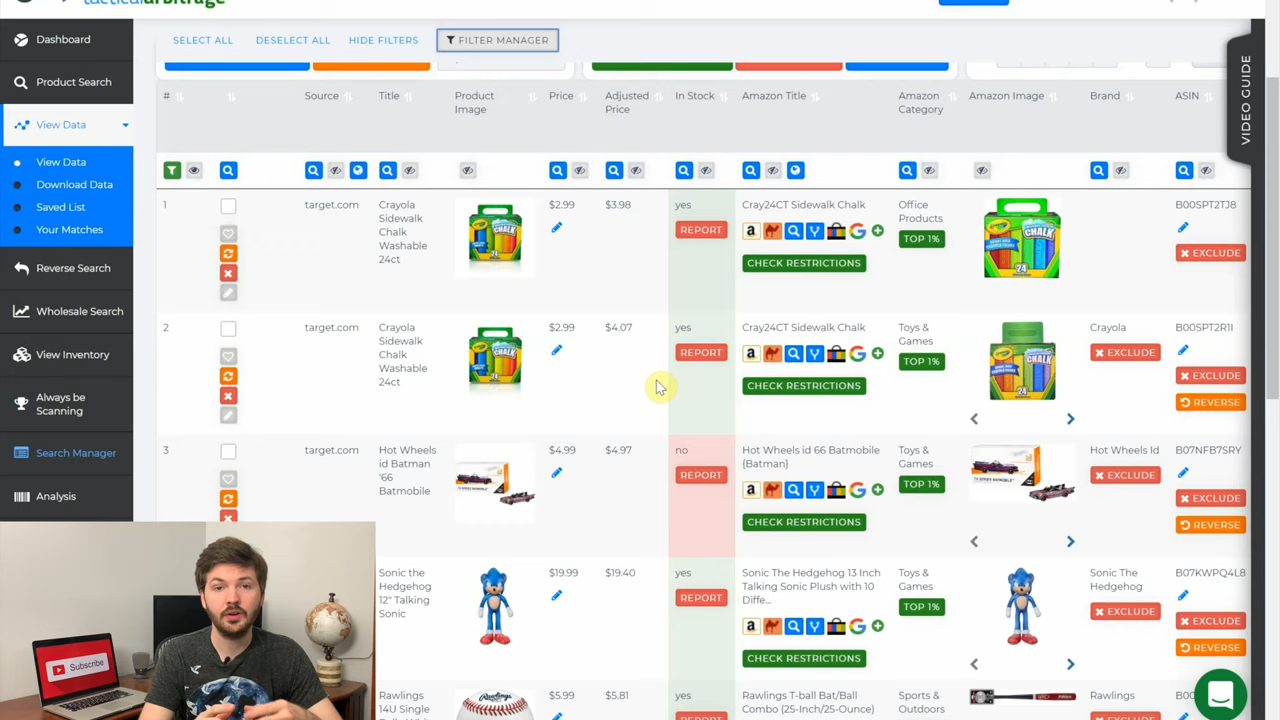 tacticalarbitrage
SELECT ALL
DESELECT ALL
HIDE FILTERS
FILTER MANAGER
Dashboard
Product Search
View Data
View Data
Download Data
Saved List
Your Matches
Reverse Search
Wholesale Search
View Inventory
Always be
Scanning
Search Manager
Analysis
VIDEO GUIDE
#
Source
Title
Product
Image
Price
Adjusted
Price
In Stock
Amazon Title
Amazon
Category
Amazon Image
Brand
ASIN
1
target.com
Crayola
Sidewalk
Chalk
Washable
24ct
$2.99
$3.98
yes
REPORT
Cray24CT Sidewalk Chalk
CHECK RESTRICTIONS
Office
Products
TOP 1%
B00SPT2TJ8
EXCLUDE
2
target.com
Crayola
Sidewalk
Chalk
Washable
24ct
$2.99
$4.07
yes
REPORT
Cray24CT Sidewalk Chalk
CHECK RESTRICTIONS
Toys &
Games
TOP 1%
Crayola
EXCLUDE
B00SPT2R1I
EXCLUDE
REVERSE
3
target.com
Hot Wheels
id Batman
'66
Batmobile
$4.99
$4.97
no
REPORT
Hot Wheels id 66 Batmobile
{Batman}
CHECK RESTRICTIONS
Toys &
Games
TOP 1%
Hot Wheels Id
EXCLUDE
B07NFB7SRY
EXCLUDE
REVERSE
Sonic the
Hedgehog
12" Talking
Sonic
$19.99
$19.40
yes
REPORT
Sonic The Hedgehog 13 Inch
Talking Sonic Plush with 10
Diffe...
CHECK RESTRICTIONS
Toys &
Games
TOP 1%
Sonic The
Hedgehog
EXCLUDE
B07KWPQ4L8
EXCLUDE
REVERSE
Rawlings
14U Single
$5.99
$5.81
yes
Rawlings T-ball Bat/Ball
Combo (25-Inch/25-Ounce)
Sports &
Outdoors
Rawlings
B00
Subscribe